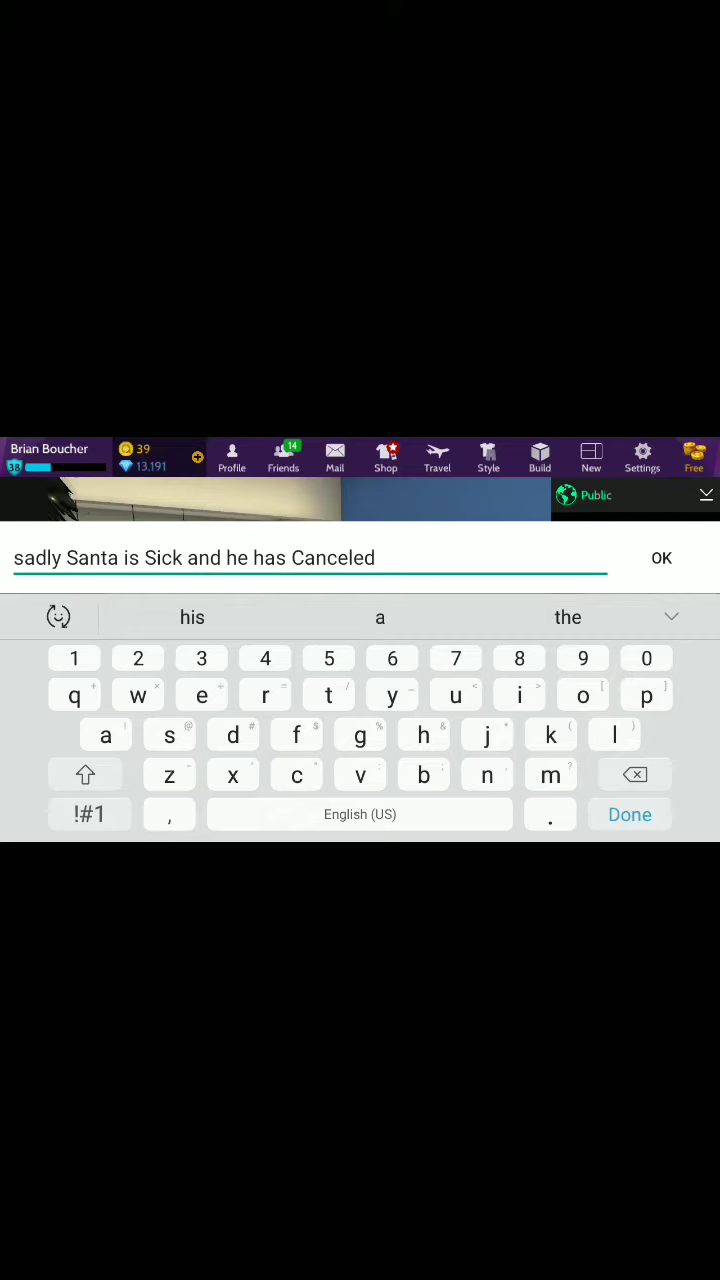 Brian Boucher
38
39
13,191
Profile
14
Friends
Mail
Shop
Travel
Style
Build
New
Settings
Free
Public
sadly Santa is Sick and he has Canceled
OK
his a the
1 2 3 4 5 6 7 8 9 0
q w e r t y u i o p
a s d f g h j k l
z x c v b n m
!#1 , English (US) . Done